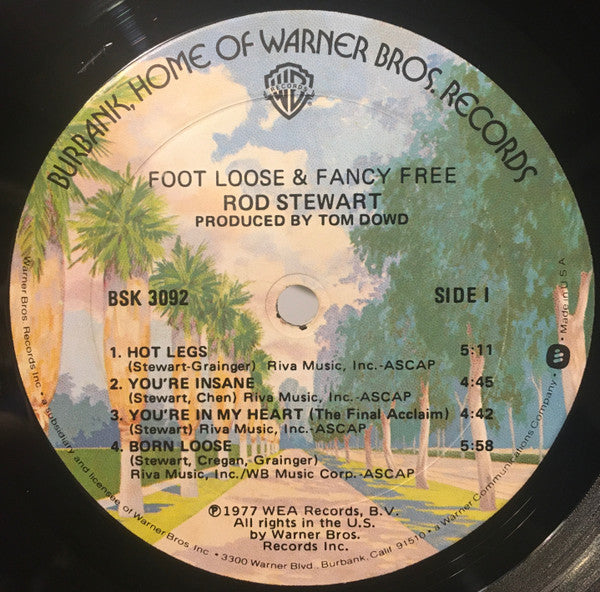 BURBANK, HOME OF WARNER BROS. RECORDS
RECORDS
FOOT LOOSE & FANCY FREE
ROD STEWART
PRODUCED BY TOM DOWD
BSK 3092
SIDE 1
1. HOT LEGS 5:11
(Stewart-Grainger) Riva Music, Inc.-ASCAP
2. YOU'RE INSANE 4:45
(Stewart, Chen) Riva Music, Inc.-ASCAP
3. YOU'RE IN MY HEART (The Final Acclaim) 4:42
(Stewart) Riva Music, Inc.-ASCAP
4. BORN LOOSE 5:58
(Stewart, Cregan, Grainger)
Riva Music, Inc./WB Music Corp.-ASCAP
℗1977 WEA Records, B.V.
All rights in the U.S.
by Warner Bros.
Records Inc.
Warner Bros. Records Inc. • a subsidiary and licensee of Warner Bros. Inc. • 3300 Warner Blvd., Burbank, Calif. 91510 • a Warner Communications Company • Made in U.S.A.